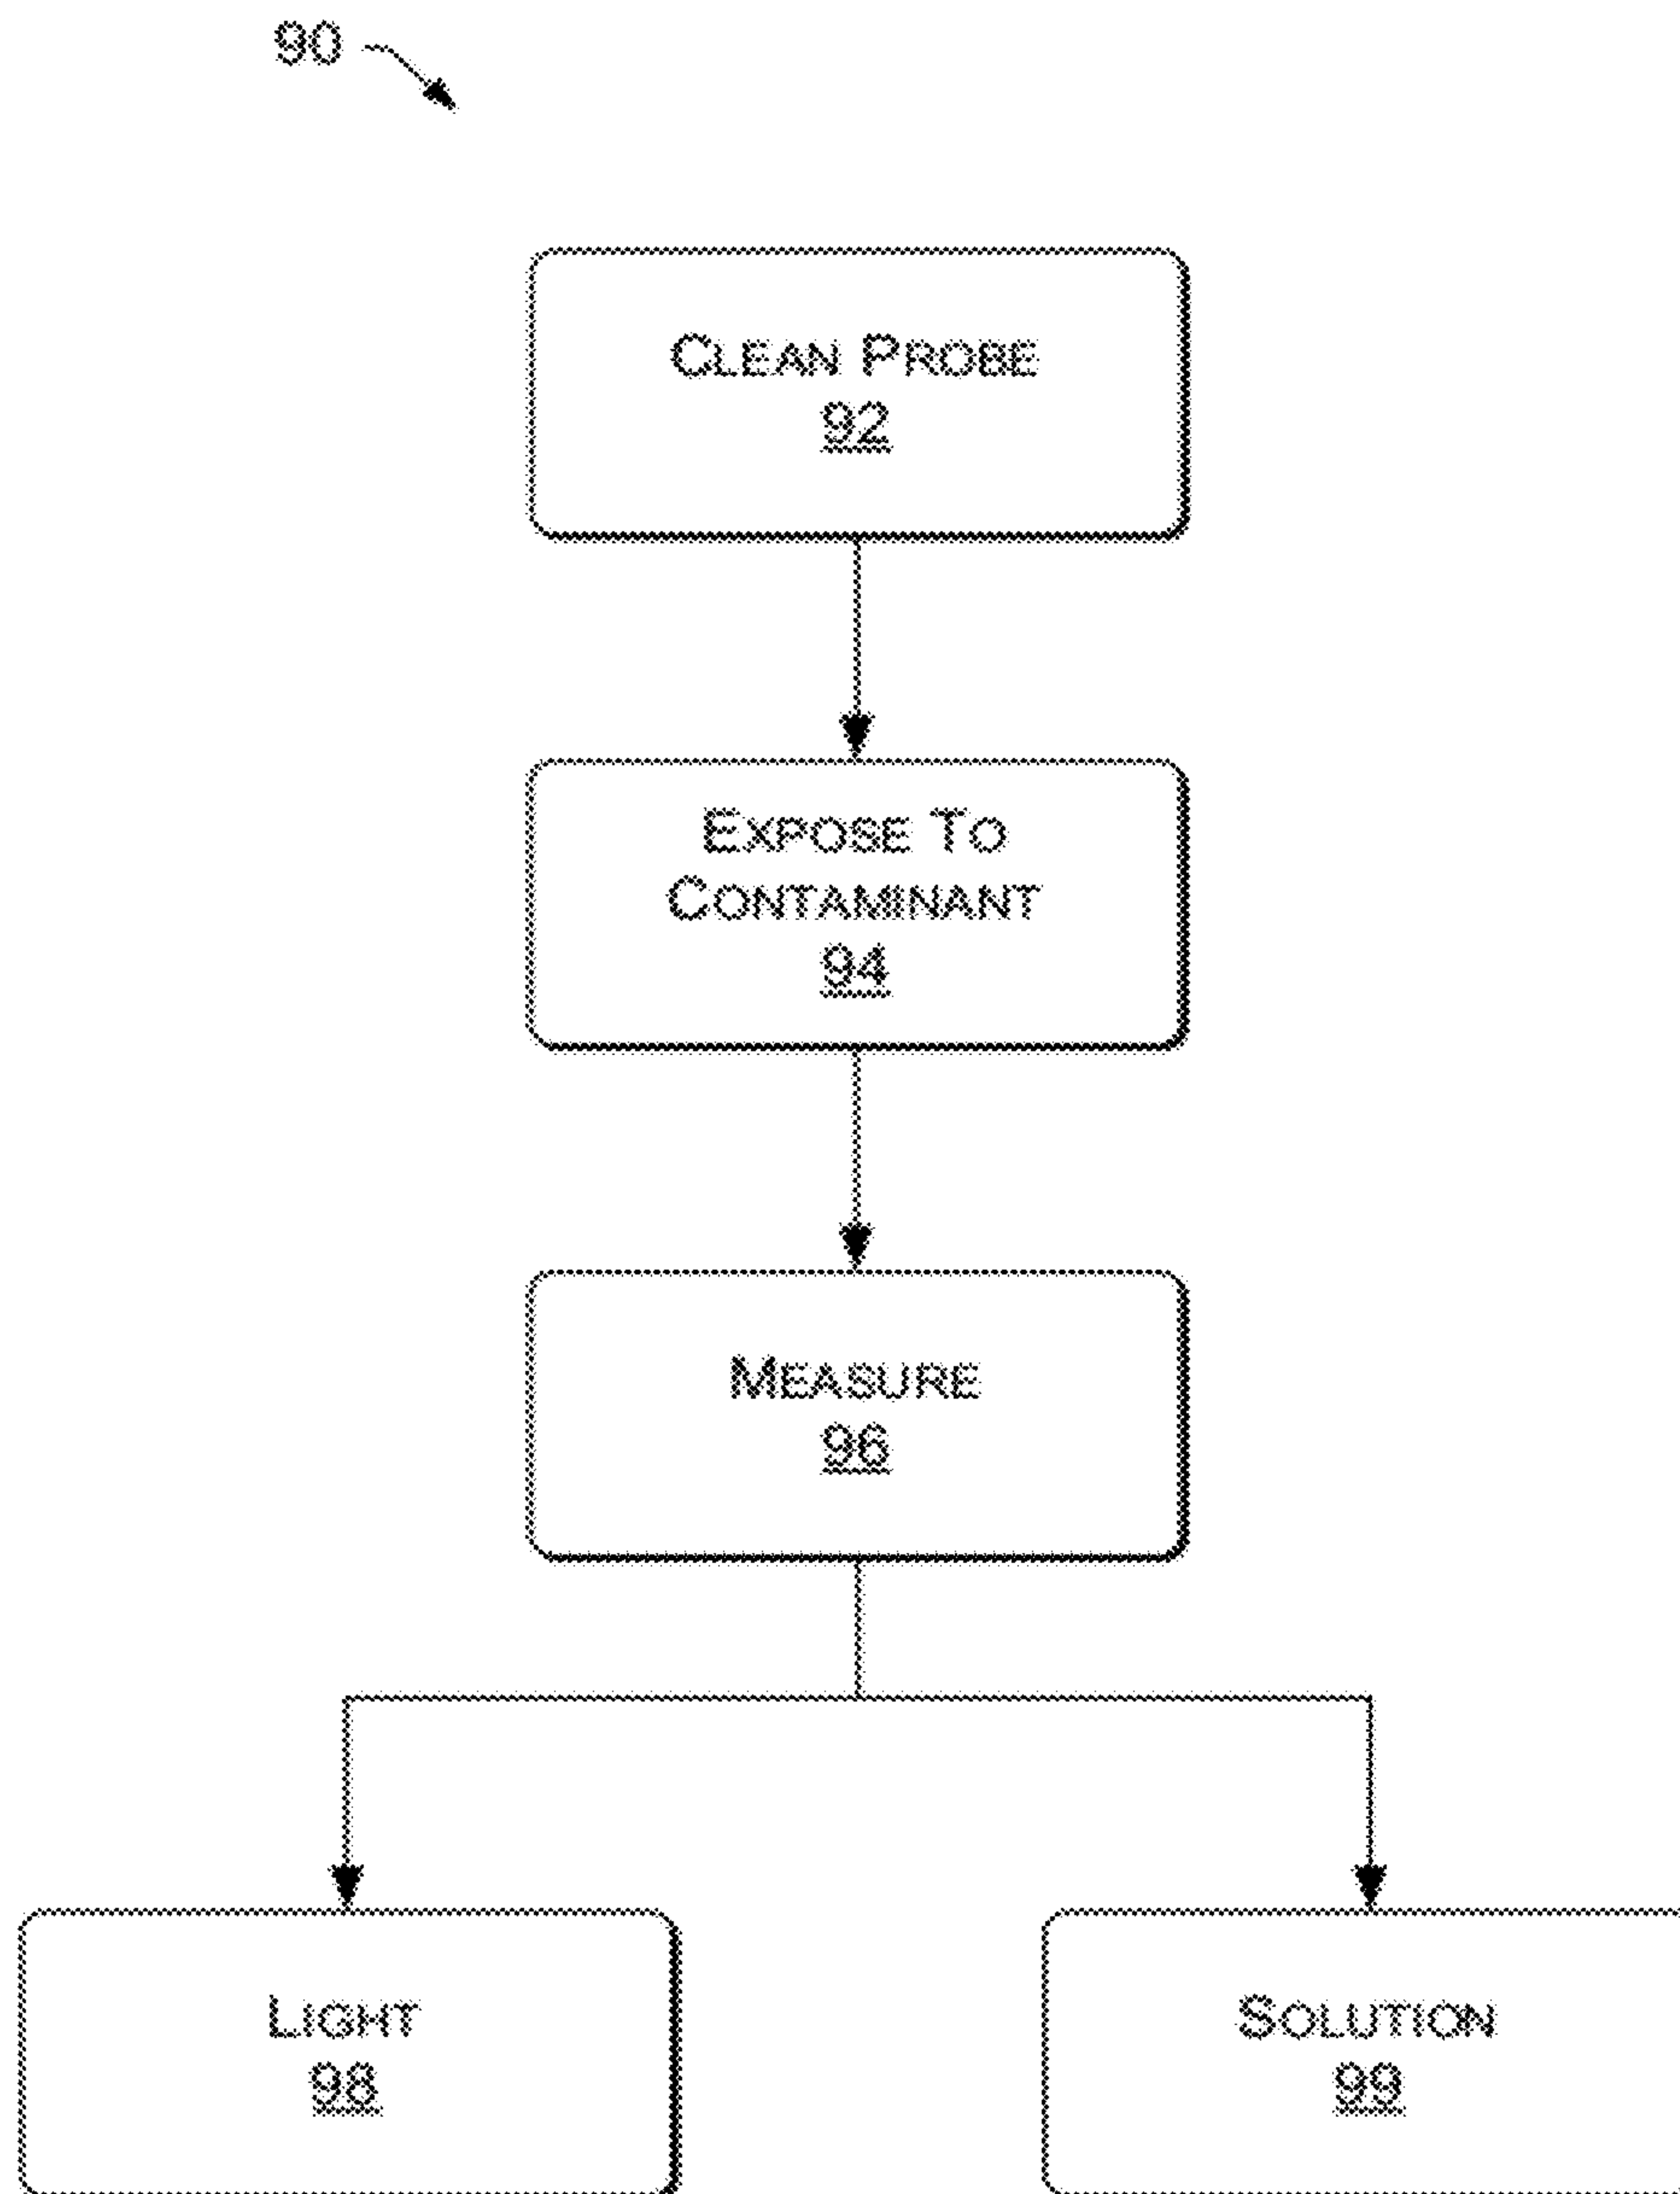 90
CLEAN PROBE
92
EXPOSE TO
CONTAMINANT
94
MEASURE
96
LIGHT
98
SOLUTION
99